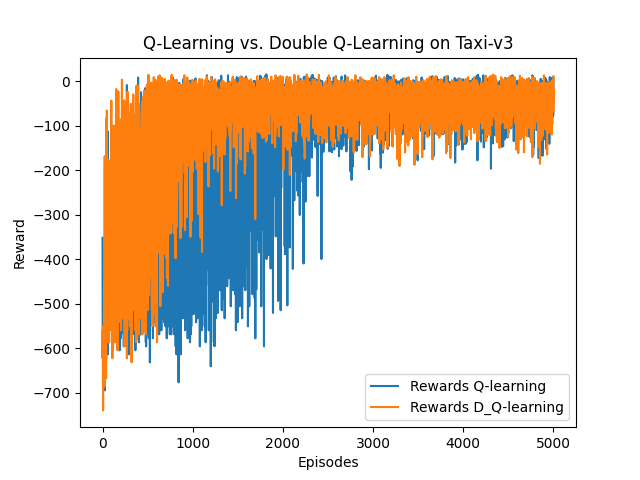 Q-Learning vs. Double Q-Learning on Taxi-v3
Reward
0
−100
−200
−300
−400
−500
−600
−700
0 1000 2000 3000 4000 5000
Episodes
Rewards Q-learning
Rewards D_Q-learning